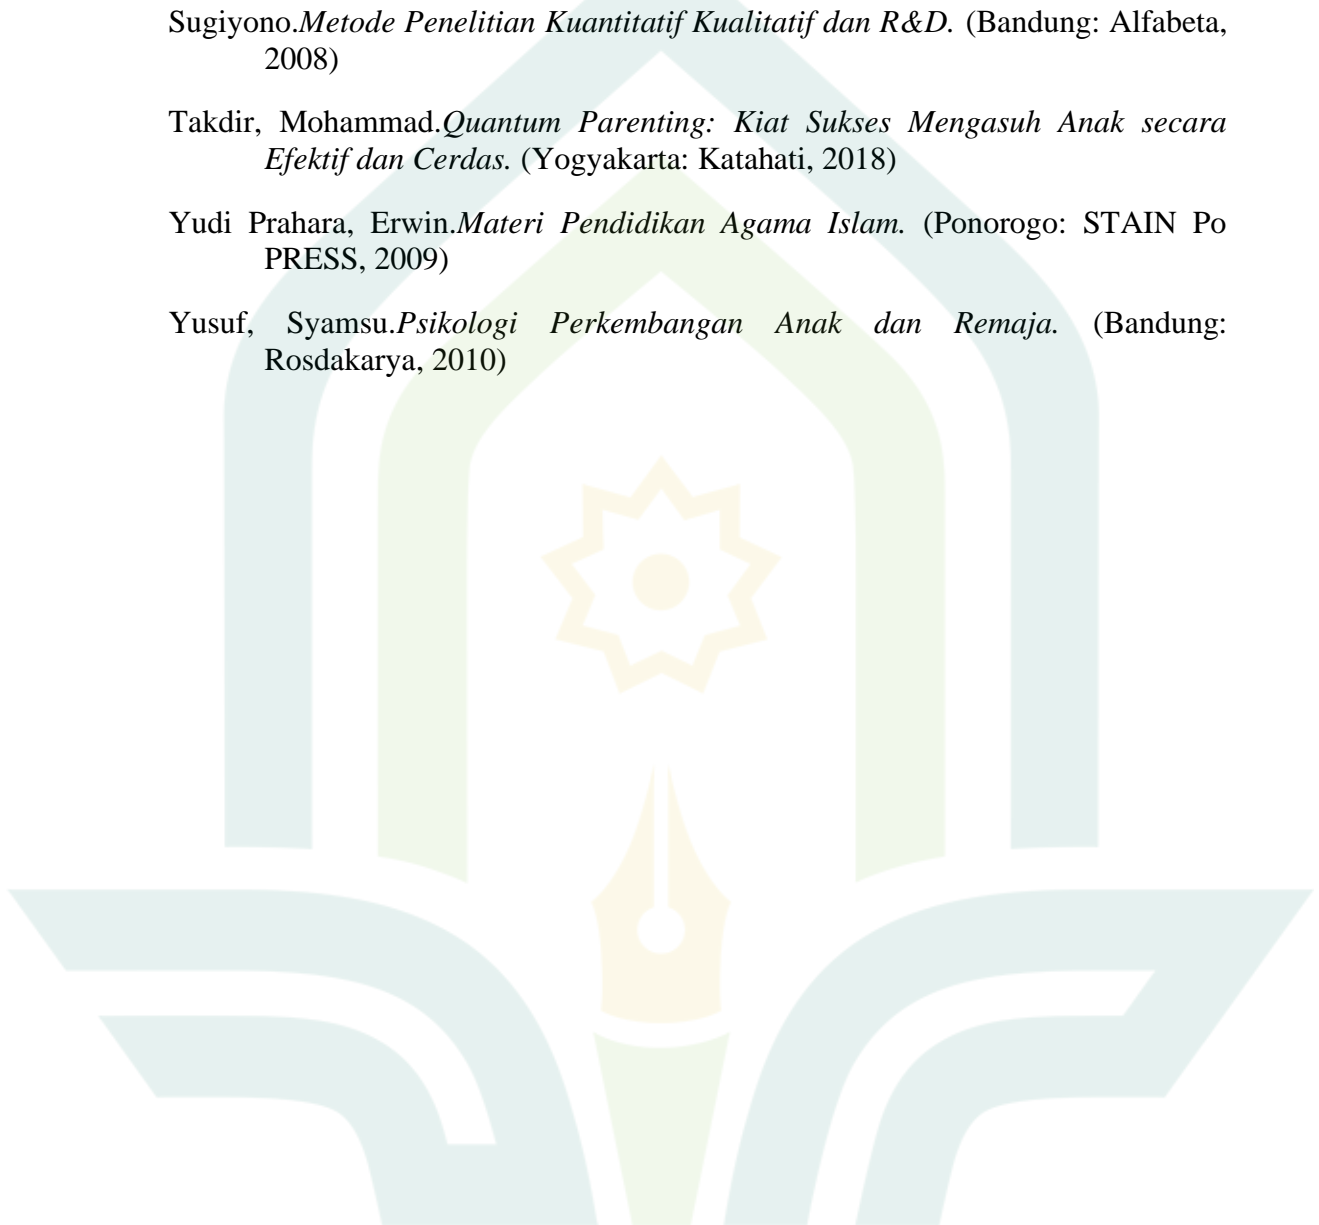 Sugiyono.Metode Penelitian Kuantitatif Kualitatif dan R&D. (Bandung: Alfabeta,
2008)
Takdir, Mohammad.Quantum Parenting: Kiat Sukses Mengasuh Anak secara
Efektif dan Cerdas. (Yogyakarta: Katahati, 2018)
Yudi Prahara, Erwin.Materi Pendidikan Agama Islam. (Ponorogo: STAIN Po
PRESS, 2009)
Yusuf, Syamsu.Psikologi Perkembangan Anak dan Remaja. (Bandung:
Rosdakarya, 2010)